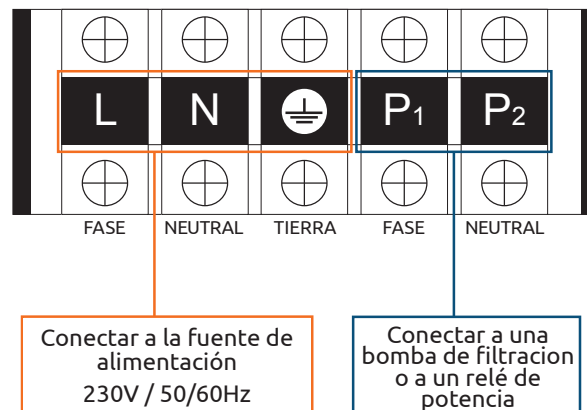 L N P1 P2
FASE NEUTRAL TIERRA FASE NEUTRAL
Conectar a la fuente de
alimentación
230V / 50/60Hz
Conectar a una
bomba de filtracion
o a un relé de
potencia